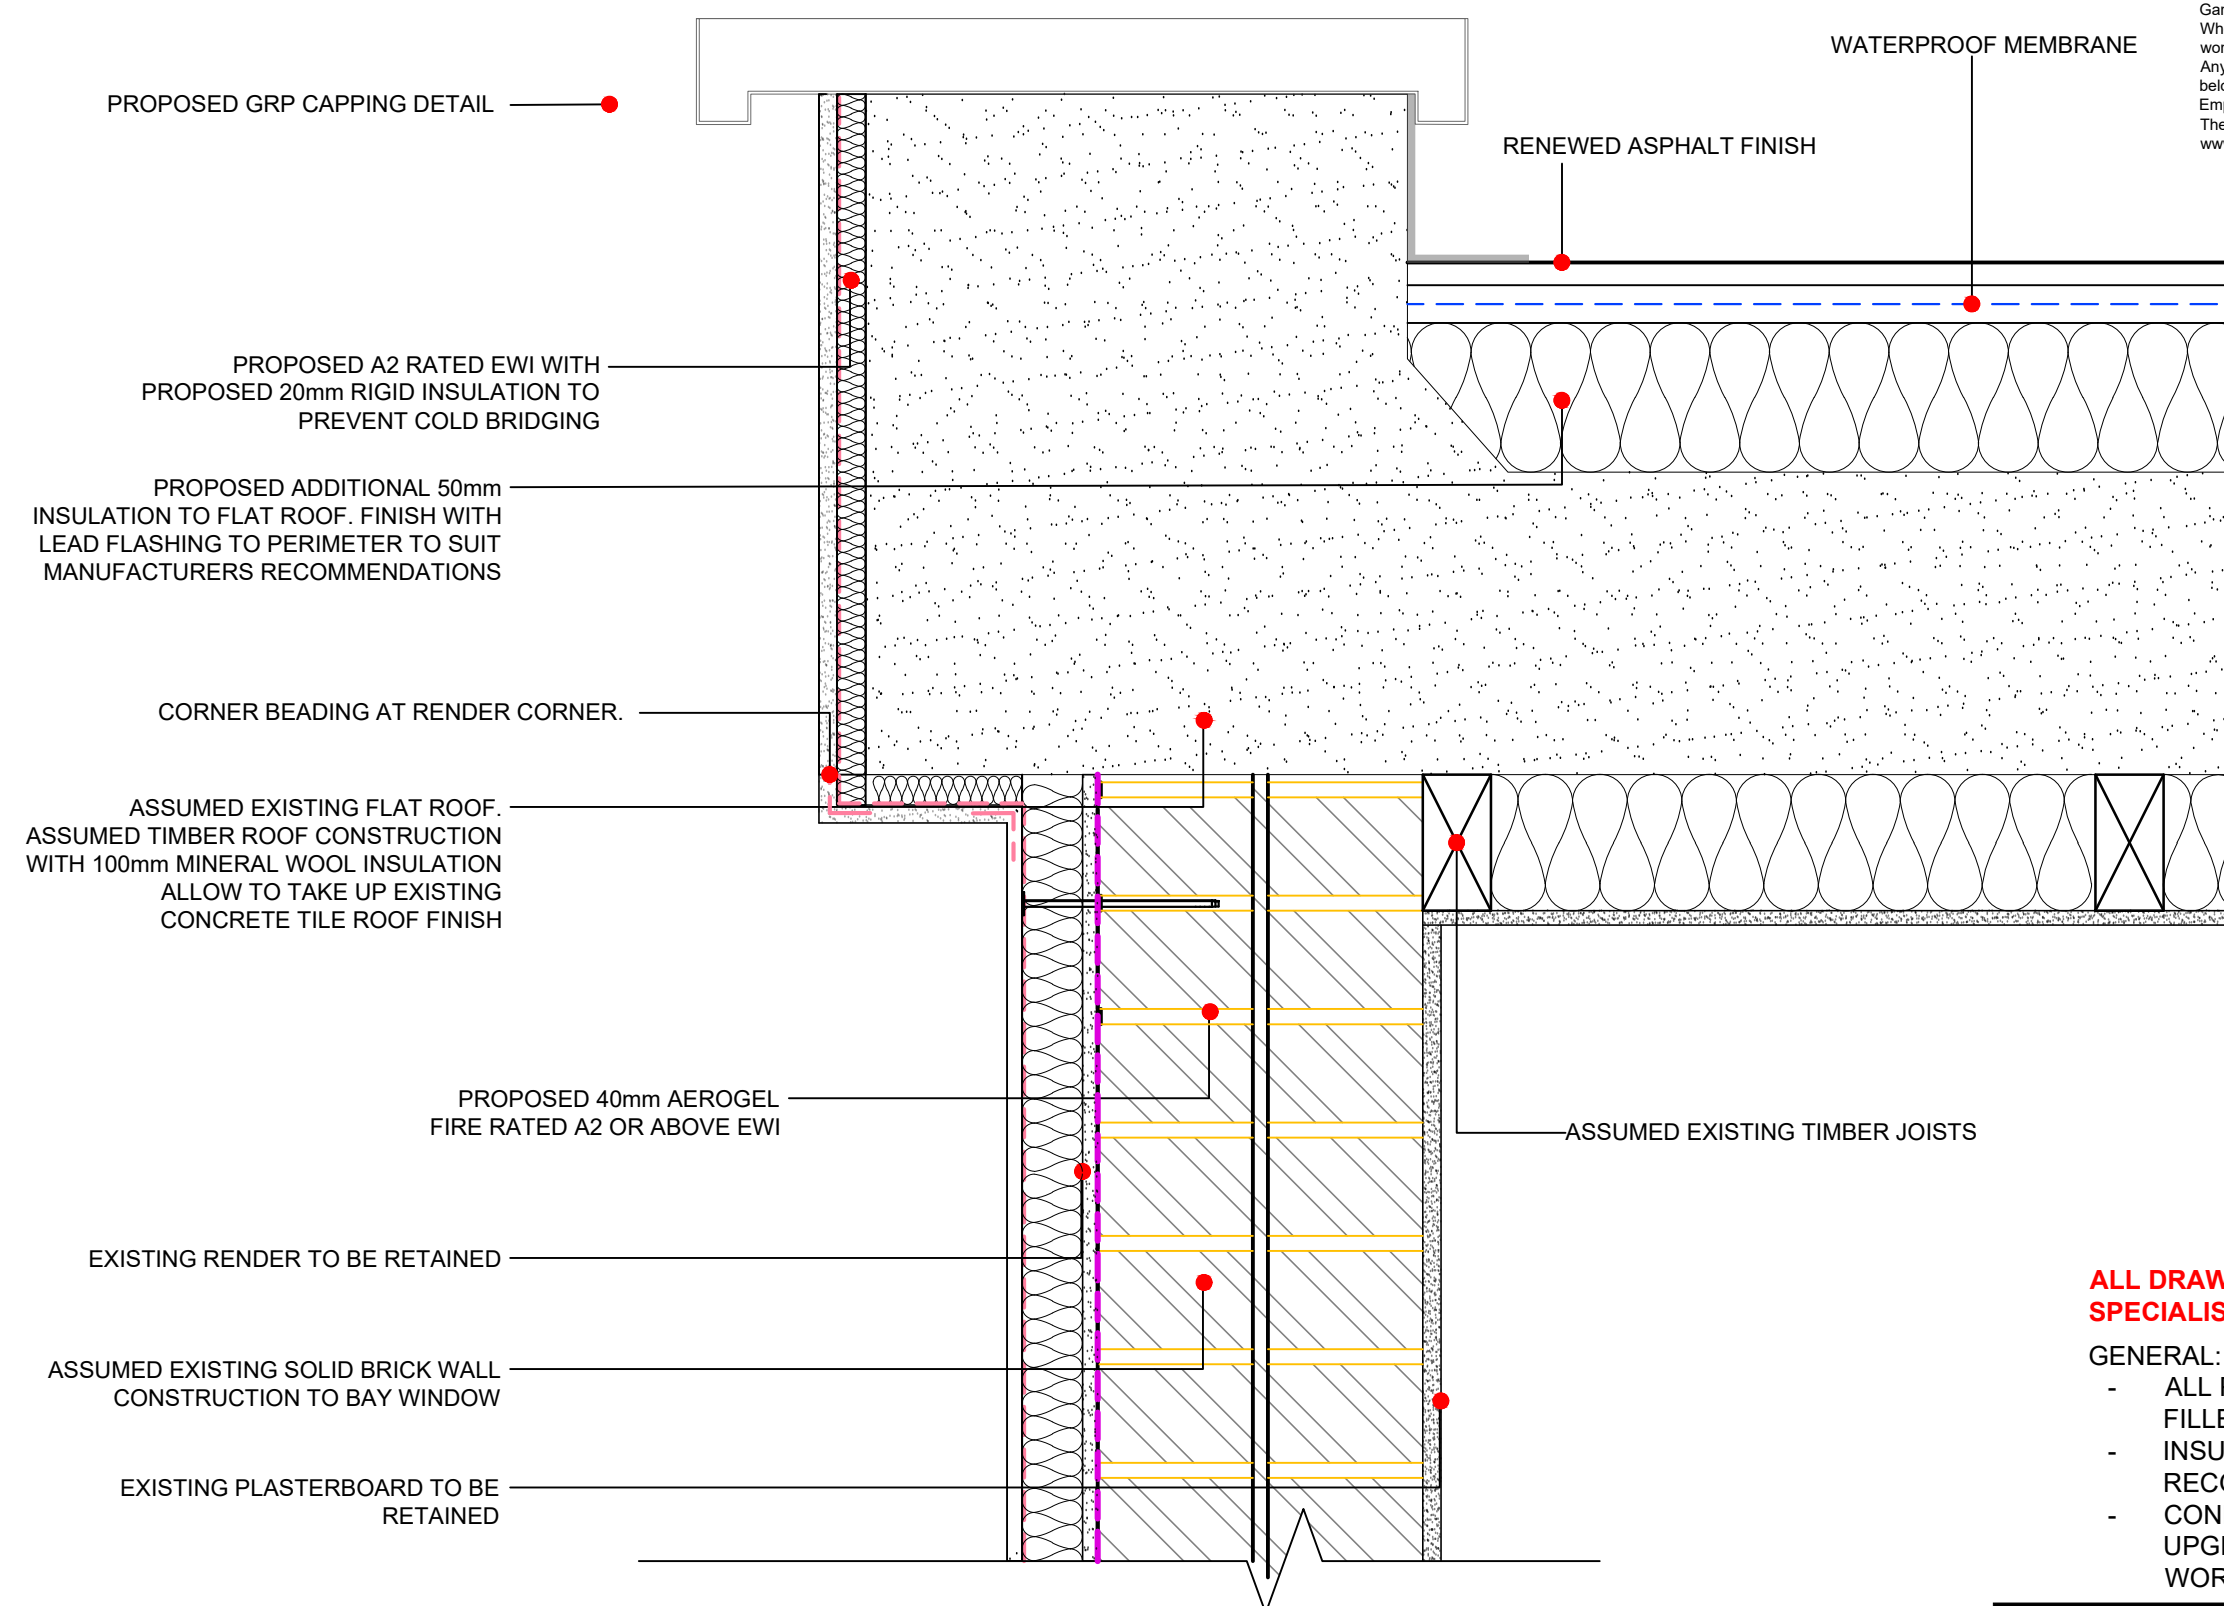 PROPOSED GRP CAPPING DETAIL
WATERPROOF MEMBRANE
RENEWED ASPHALT FINISH
PROPOSED A2 RATED EWI WITH
PROPOSED 20mm RIGID INSULATION TO
PREVENT COLD BRIDGING
PROPOSED ADDITIONAL 50mm
INSULATION TO FLAT ROOF. FINISH WITH
LEAD FLASHING TO PERIMETER TO SUIT
MANUFACTURERS RECOMMENDATIONS
CORNER BEADING AT RENDER CORNER.
ASSUMED EXISTING FLAT ROOF.
ASSUMED TIMBER ROOF CONSTRUCTION
WITH 100mm MINERAL WOOL INSULATION
ALLOW TO TAKE UP EXISTING
CONCRETE TILE ROOF FINISH
PROPOSED 40mm AEROGEL
FIRE RATED A2 OR ABOVE EWI
ASSUMED EXISTING TIMBER JOISTS
EXISTING RENDER TO BE RETAINED
ASSUMED EXISTING SOLID BRICK WALL
CONSTRUCTION TO BAY WINDOW
EXISTING PLASTERBOARD TO BE
RETAINED
ALL
GENERAL:
- ALL
-
-